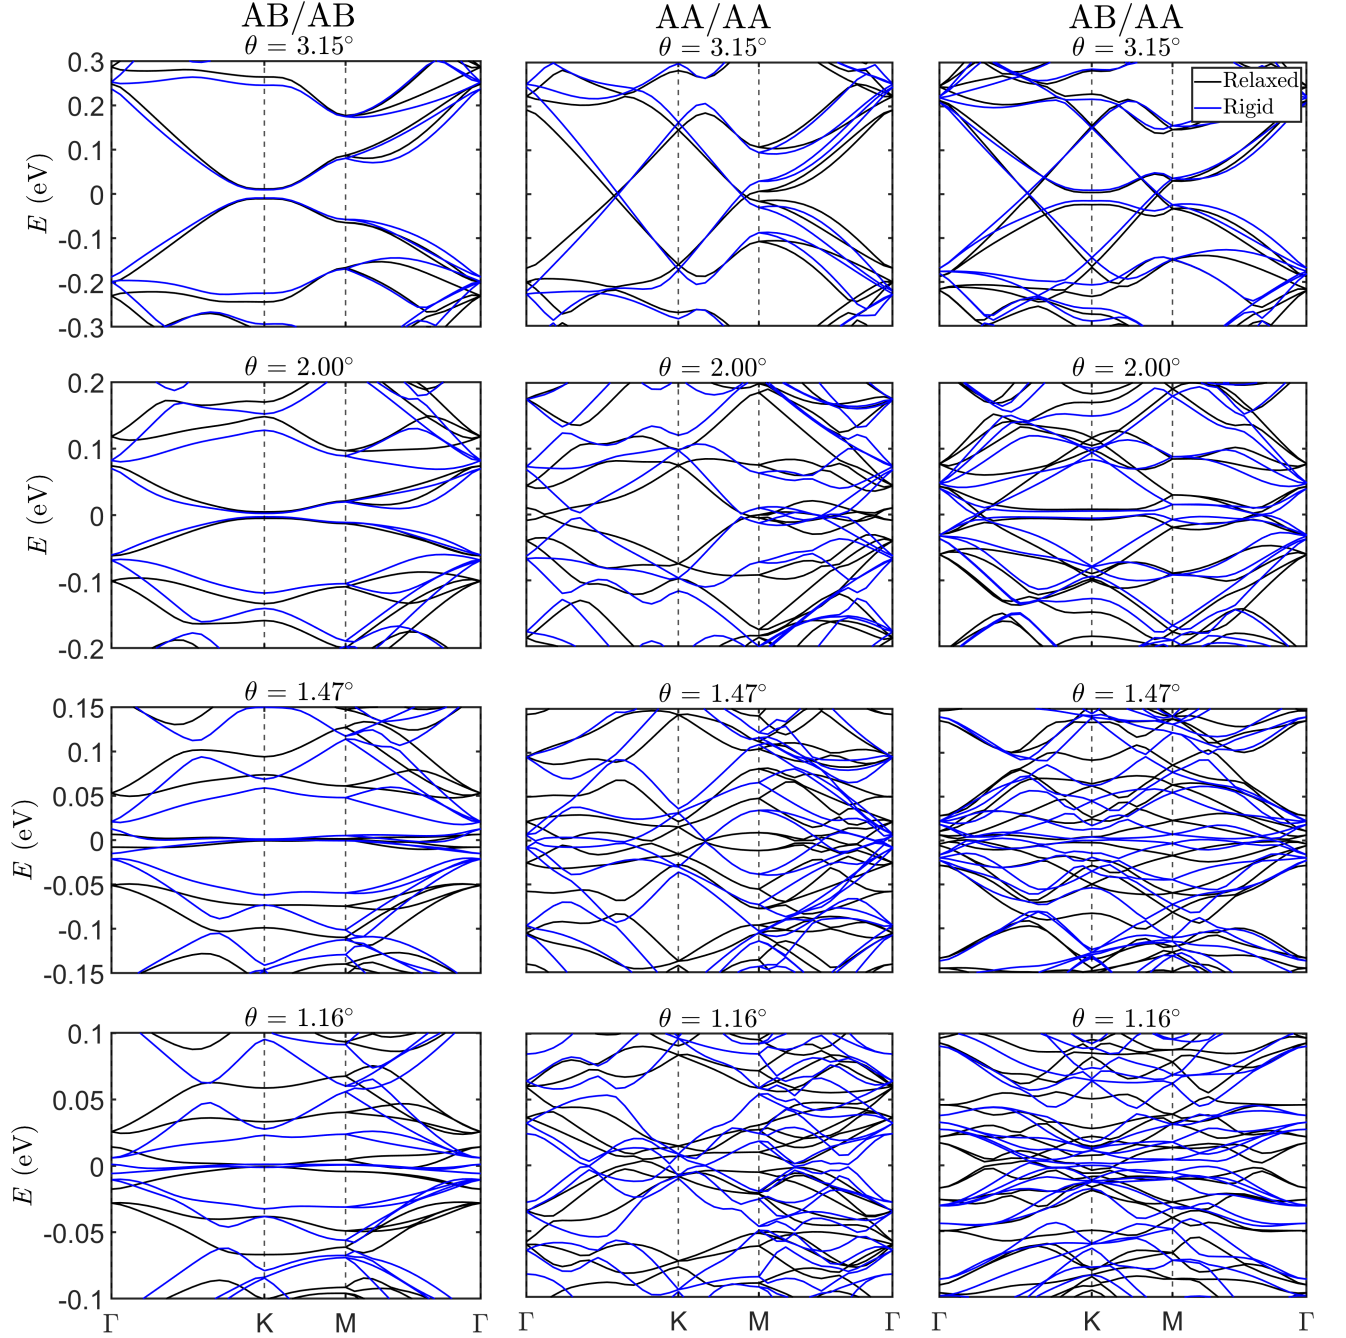 AB/AB
AA/AA
AB/AA
θ = 3.15°
θ = 3.15°
θ = 3.15°
Relaxed
Rigid
0.3
0.2
0.1
0
-0.1
-0.2
-0.3
E (eV)
θ = 2.00°
θ = 2.00°
θ = 2.00°
0.2
0.1
0
-0.1
-0.2
E (eV)
θ = 1.47°
θ = 1.47°
θ = 1.47°
0.15
0.1
0.05
0
-0.05
-0.1
-0.15
E (eV)
θ = 1.16°
θ = 1.16°
θ = 1.16°
0.1
0.05
0
-0.05
-0.1
E (eV)
Γ K M Γ
Γ K M Γ
Γ K M Γ